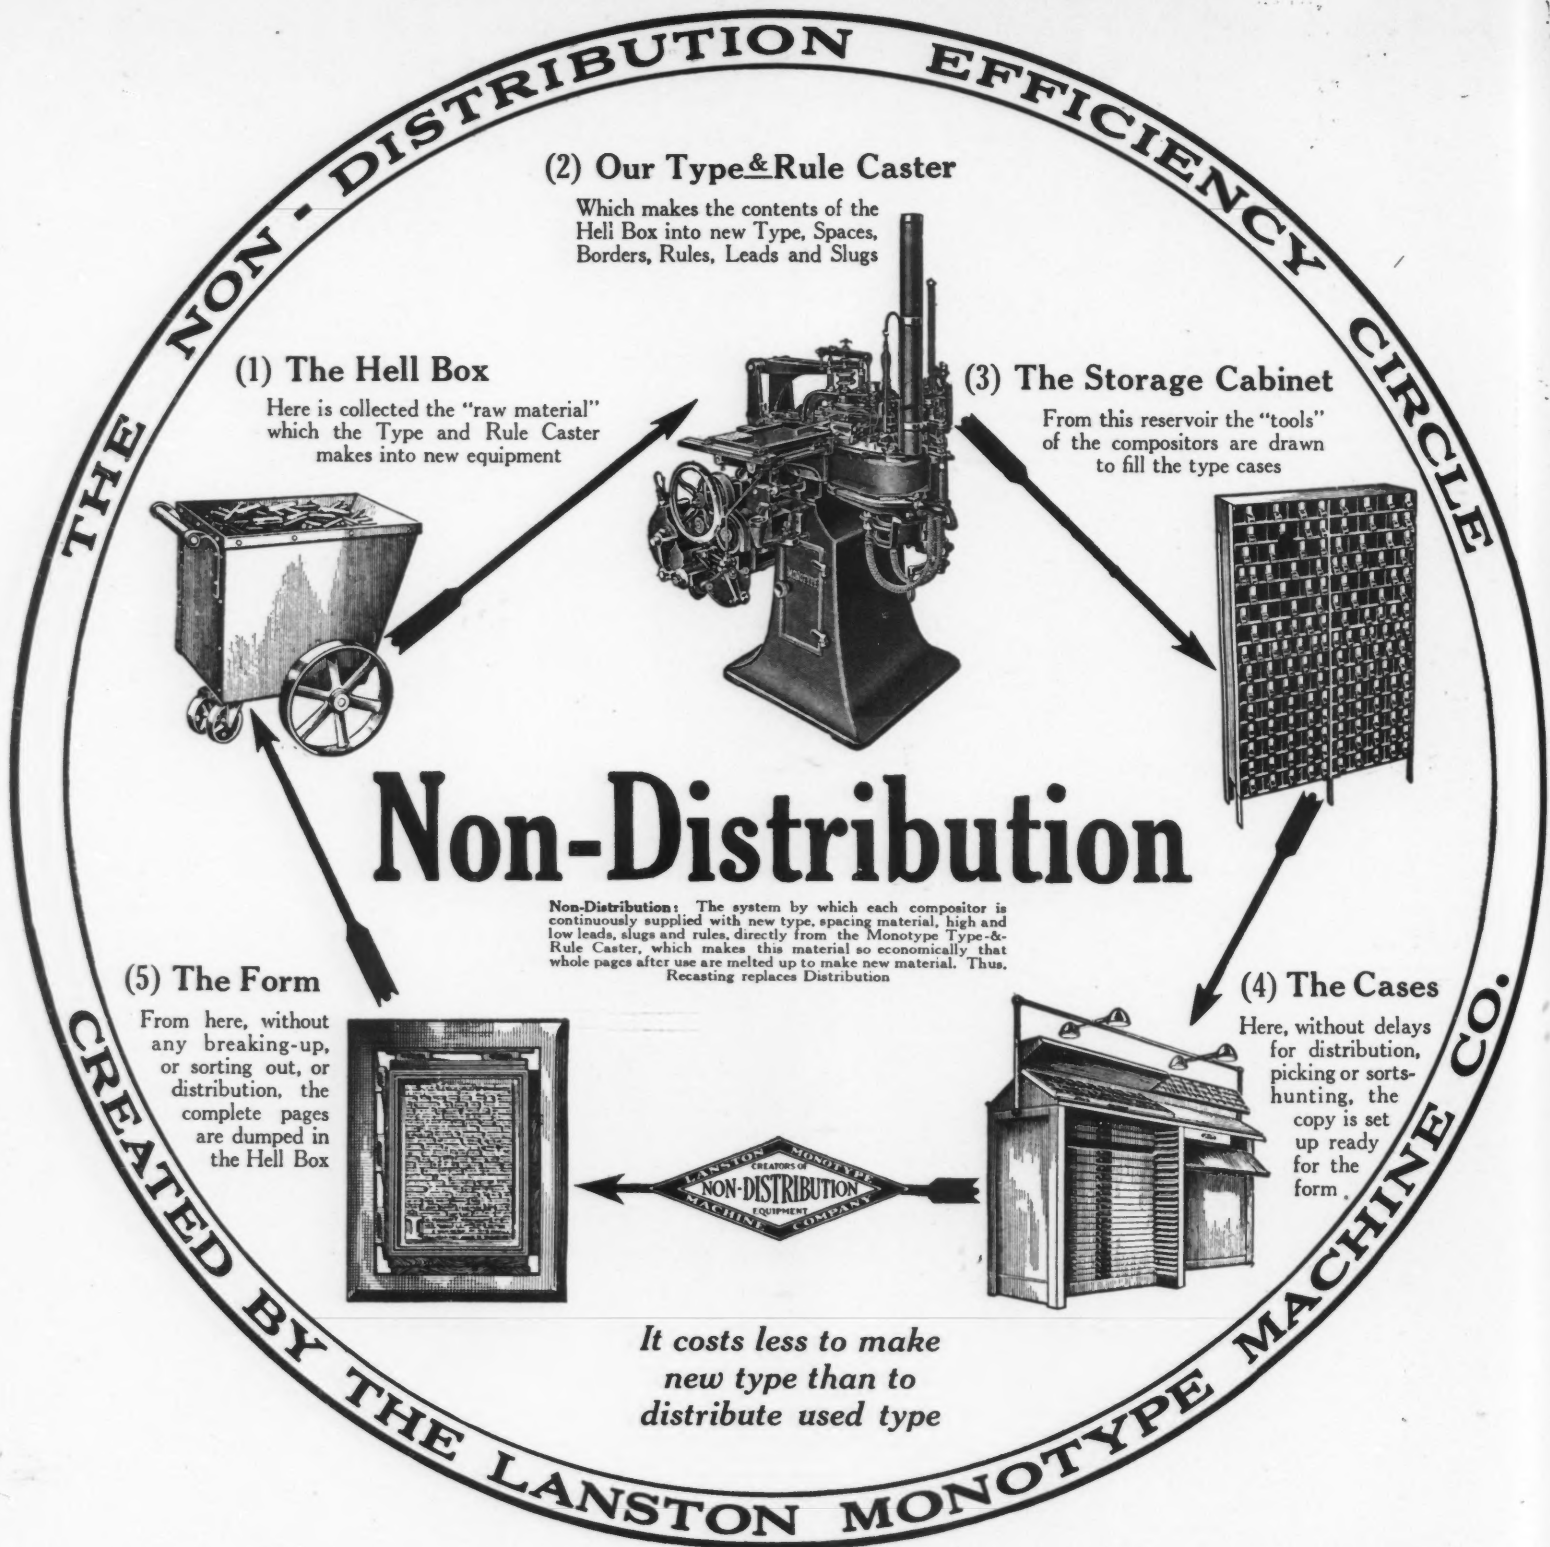 THE NON-DISTRIBUTION EFFICIENCY CIRCLE
(2) Our Type & Rule Caster
Which makes the contents of the
Hell Box into new Type, Spaces,
Borders, Rules, Leads and Slugs
(1) The Hell Box
Here is collected the "raw material"
which the Type and Rule Caster
makes into new equipment
(3) The Storage Cabinet
From this reservoir the "tools"
of the compositors are drawn
to fill the type cases
Non-Distribution
Non-Distribution: The system by which each compositor is
continuously supplied with new type, spacing material, high and
low leads, slugs and rules, directly from the Monotype Type-&-
Rule Caster, which makes this material so economically that
whole pages after use are melted up to make new material. Thus,
Recasting replaces Distribution
(4) The Cases
Here, without delays
for distribution,
picking or sorts-
hunting, the
copy is set
up ready
for the
form.
(5) The Form
From here, without
any breaking-up,
or sorting out, or
distribution, the
complete pages
are dumped in
the Hell Box
LANSTON MONOTYPE
CREATORS OF
NON-DISTRIBUTION
EQUIPMENT
MACHINE COMPANY
It costs less to make
new type than to
distribute used type
CREATED BY THE LANSTON MONOTYPE MACHINE CO.